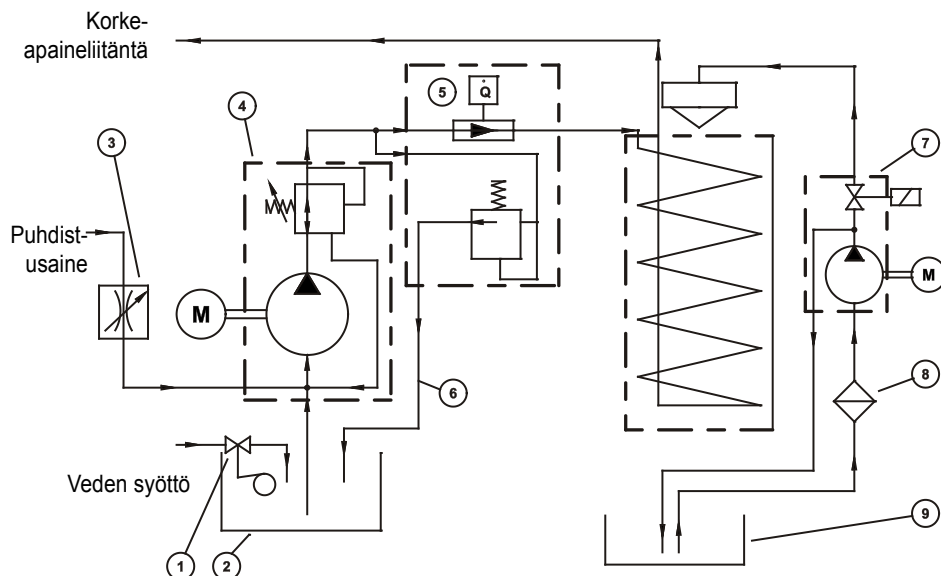 Korke-
apaineliitäntä
5
Q̇
4
3
7
Puhdist-
usaine
M
M
6
8
Veden syöttö
9
1
2